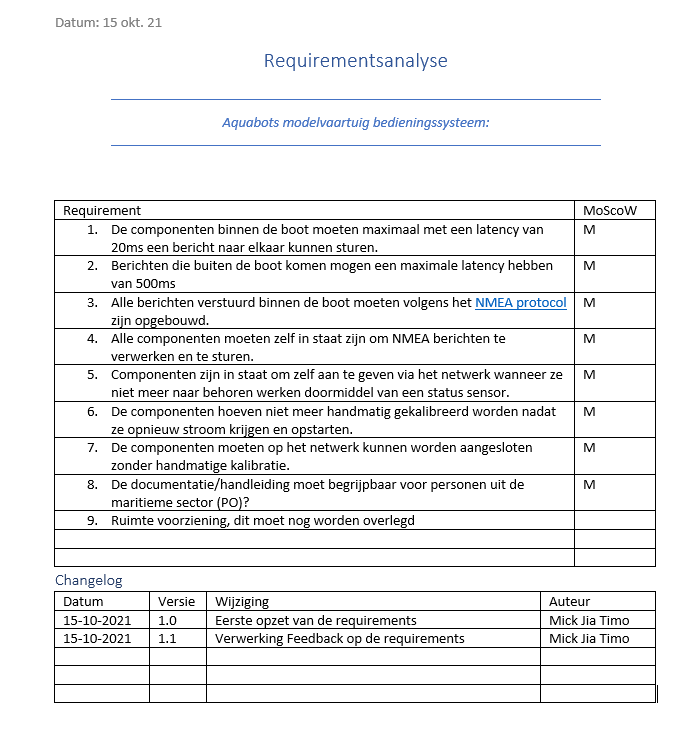 Datum: 15 okt. 21
Requirementsanalyse
Aquabots modelvaartuig bedieningssysteem:
Requirement MoScoW
1. De componenten binnen de boot moeten maximaal met een latency van M
20ms een bericht naar elkaar kunnen sturen.
2. Berichten die buiten de boot komen mogen een maximale latency hebben M
van 500ms
3. Alle berichten verstuurd binnen de boot moeten volgens het NMEA protocol M
zijn opgebouwd.
4. Alle componenten moeten zelf in staat zijn om NMEA berichten te M
verwerken en te sturen.
5. Componenten zijn in staat om zelf aan te geven via het netwerk wanneer ze M
niet meer naar behoren werken doormiddel van een status sensor.
6. De componenten hoeven niet meer handmatig gekalibreerd worden nadat M
ze opnieuw stroom krijgen en opstarten.
7. De componenten moeten op het netwerk kunnen worden aangesloten M
zonder handmatige kalibratie.
8. De documentatie/handleiding moet begrijpbaar voor personen uit de M
maritieme sector (PO)?
9. Ruimte voorziening, dit moet nog worden overlegd
Changelog
Datum Versie Wijziging Auteur
15-10-2021 1.0 Eerste opzet van de requirements Mick Jia Timo
15-10-2021 1.1 Verwerking Feedback op de requirements Mick Jia Timo